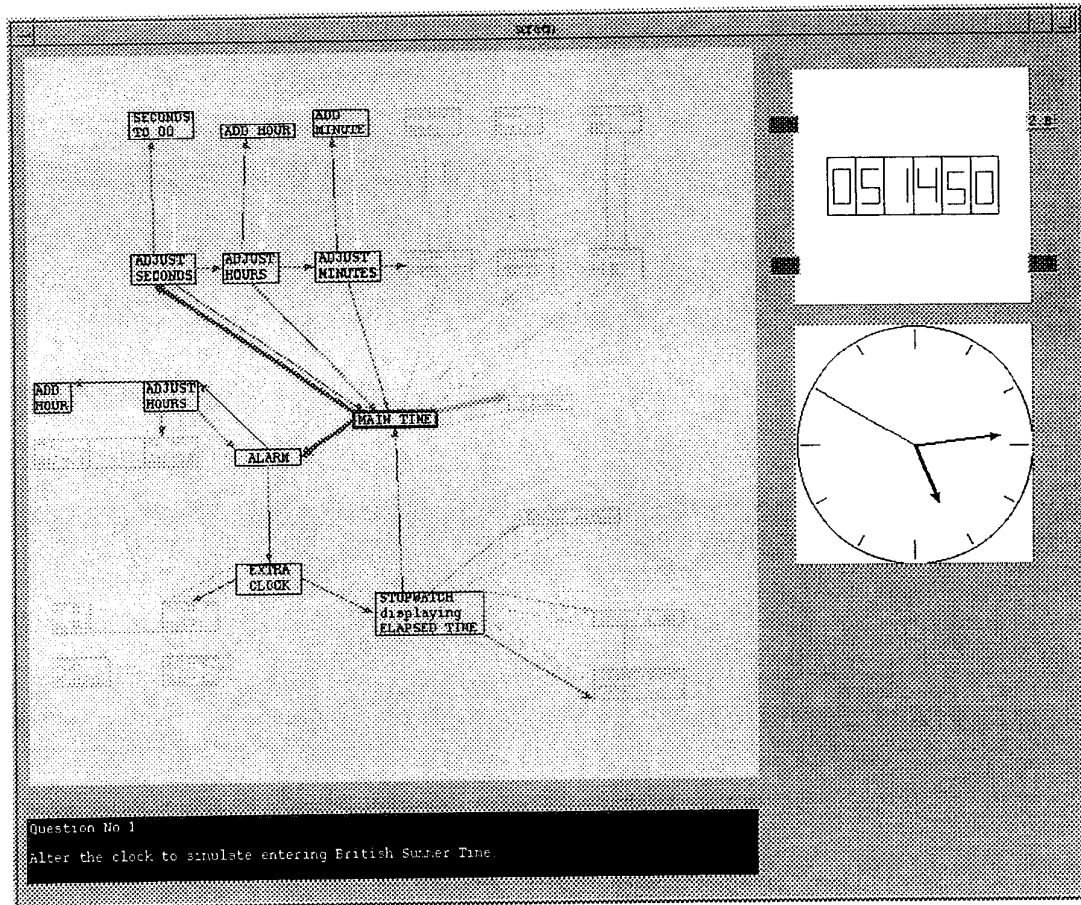 SECONDS
TO 00
ADD HOUR
ADD
MINUTE
ADJUST
SECONDS
ADJUST
HOURS
ADJUST
MINUTES
ADD
HOUR
ADJUST
HOURS
MAIN TIME
ALARM
EXTRA
CLOCK
STOPWATCH
displaying
ELAPSED TIME
051450
Question No 1
Alter the clock to simulate entering British Summer Time